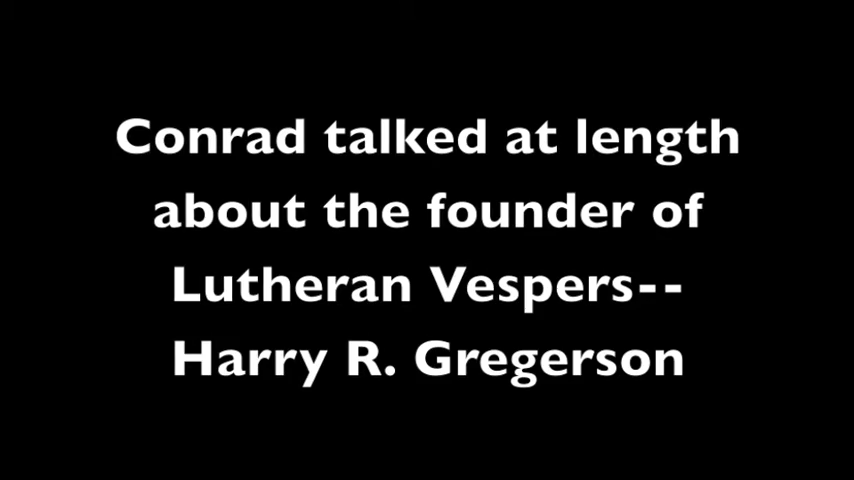 Conrad talked at length
about the founder of
Lutheran Vespers--
Harry R. Gregerson